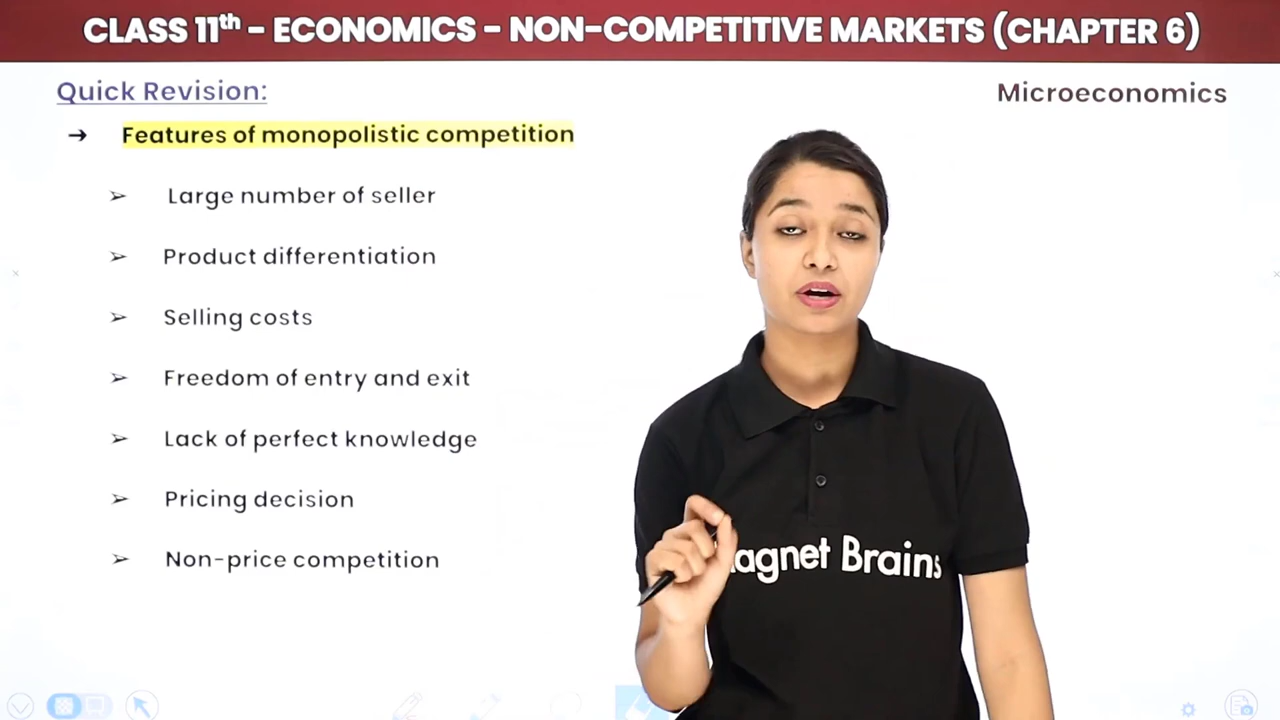 CLASS 11th – ECONOMICS – NON-COMPETITIVE MARKETS (CHAPTER 6)
Quick Revision:
Microeconomics
→ Features of monopolistic competition
➢ Large number of seller
➢ Product differentiation
➢ Selling costs
➢ Freedom of entry and exit
➢ Lack of perfect knowledge
➢ Pricing decision
➢ Non-price competition
agnet Brains